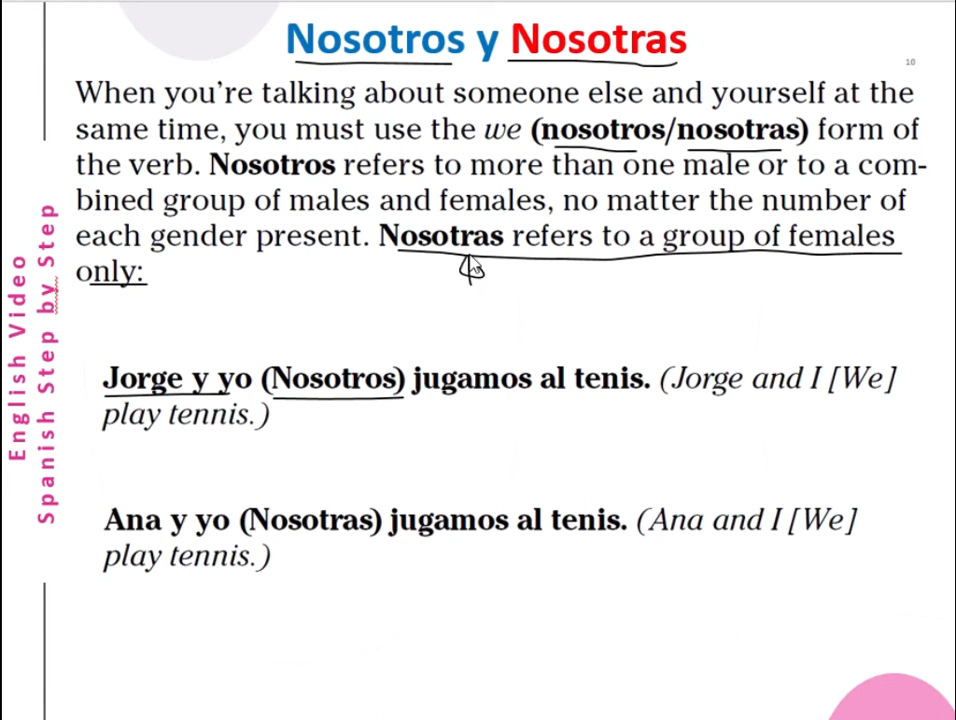 Nosotros y Nosotras
10
When you're talking about someone else and yourself at the
same time, you must use the we (nosotros/nosotras) form of
the verb. Nosotros refers to more than one male or to a com-
bined group of males and females, no matter the number of
each gender present. Nosotras refers to a group of females
only:
Jorge y yo (Nosotros) jugamos al tenis. (Jorge and I [We]
play tennis.)
Ana y yo (Nosotras) jugamos al tenis. (Ana and I [We]
play tennis.)
English Video
Spanish Step by Step